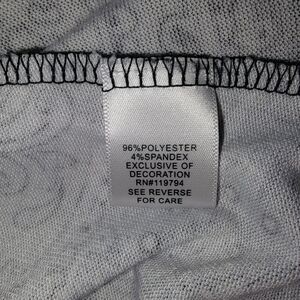 96%POLYESTER
4%SPANDEX
EXCLUSIVE OF
DECORATION
RN#119794
SEE REVERSE
FOR CARE